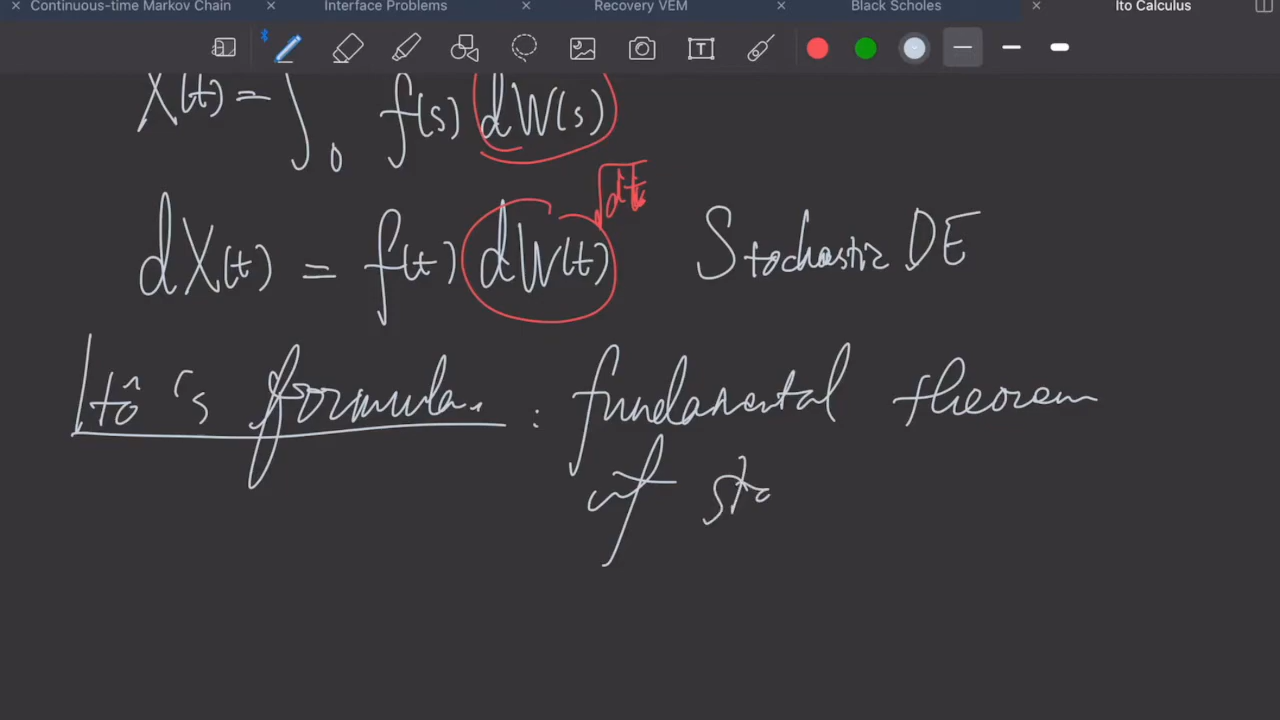 Continuous-time Markov Chain Interface Problems Recovery VEM Black Scholes Ito Calculus
X(t) = ∫₀ f(s) dW(s)
√dt
dX(t) = f(t) dW(t) Stochastic DE
Itô's formula. : fundamental theorem
of sto